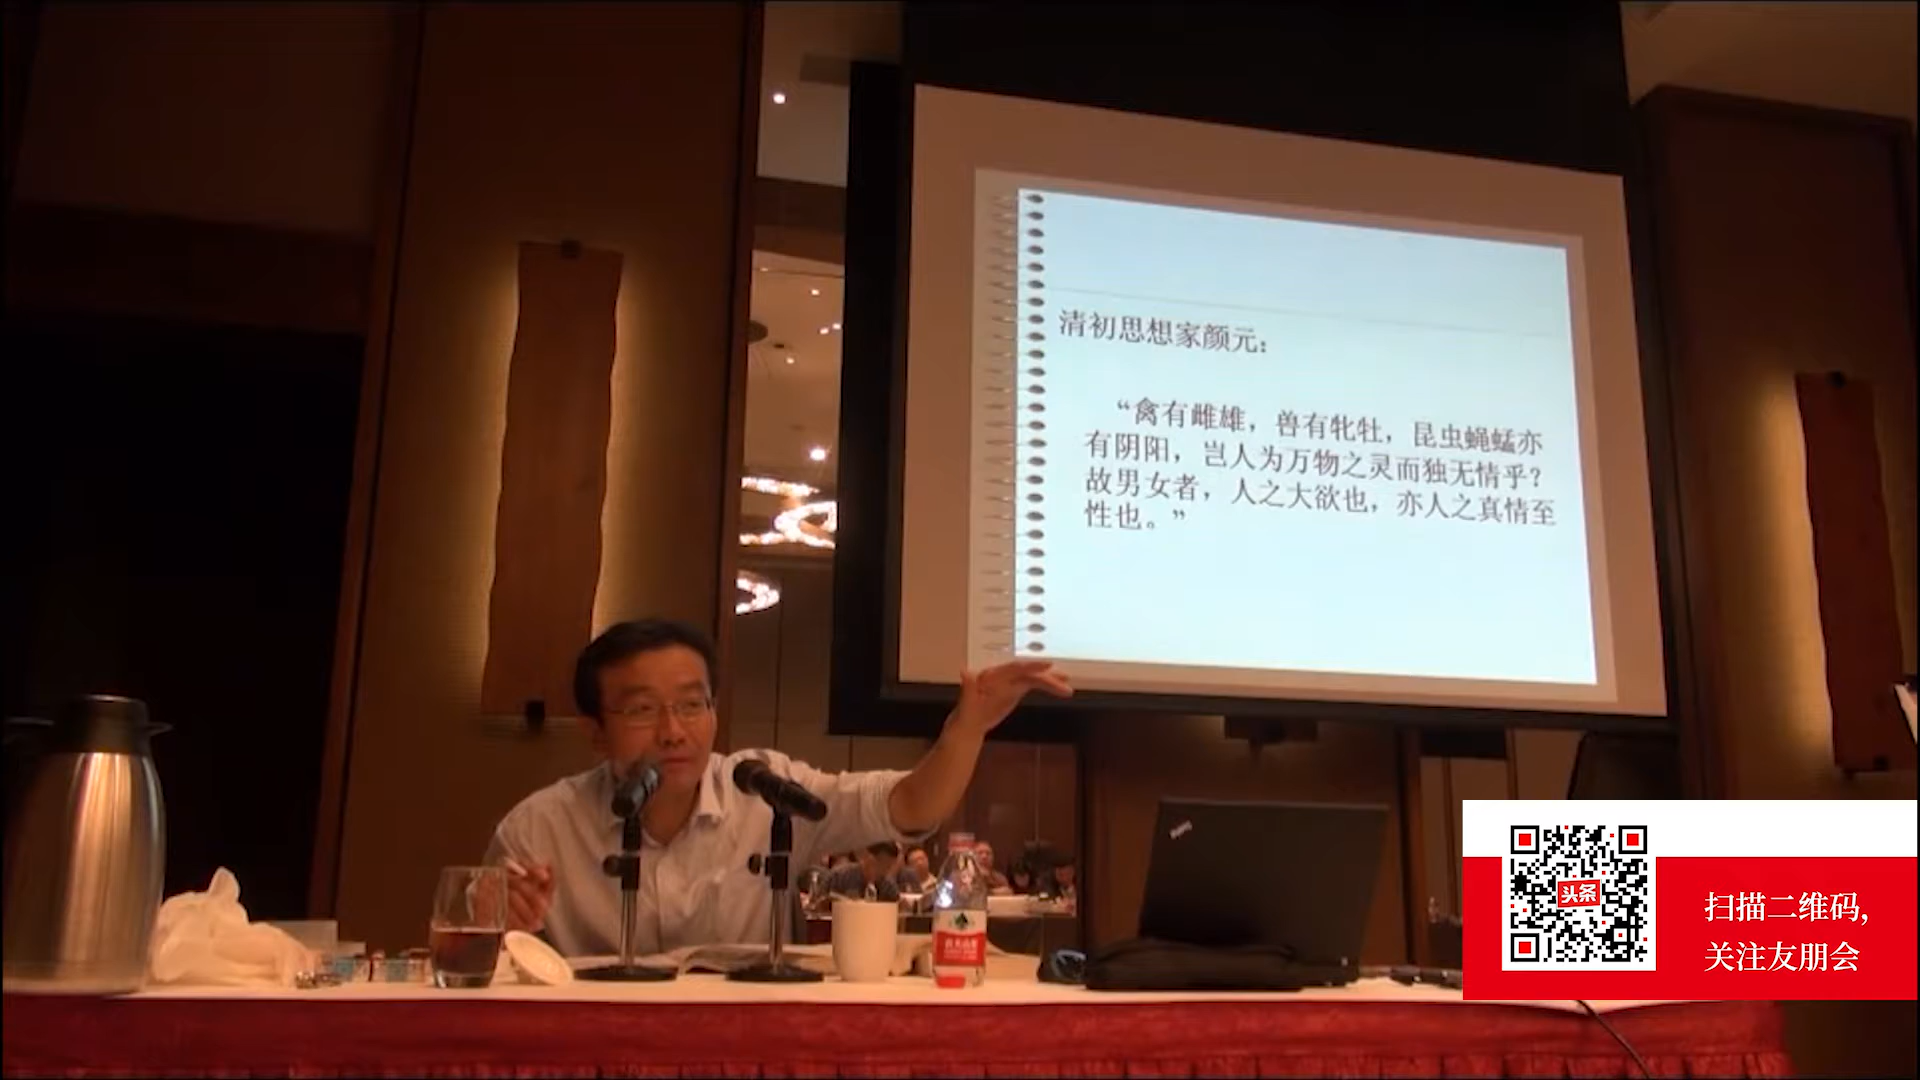 清初思想家颜元：
“禽有雌雄，兽有牝牡，昆虫蝇蜢亦
有阴阳，岂人为万物之灵而独无情乎？
故男女者，人之大欲也，亦人之真情至
性也。”
头条
扫描二维码，
关注友朋会